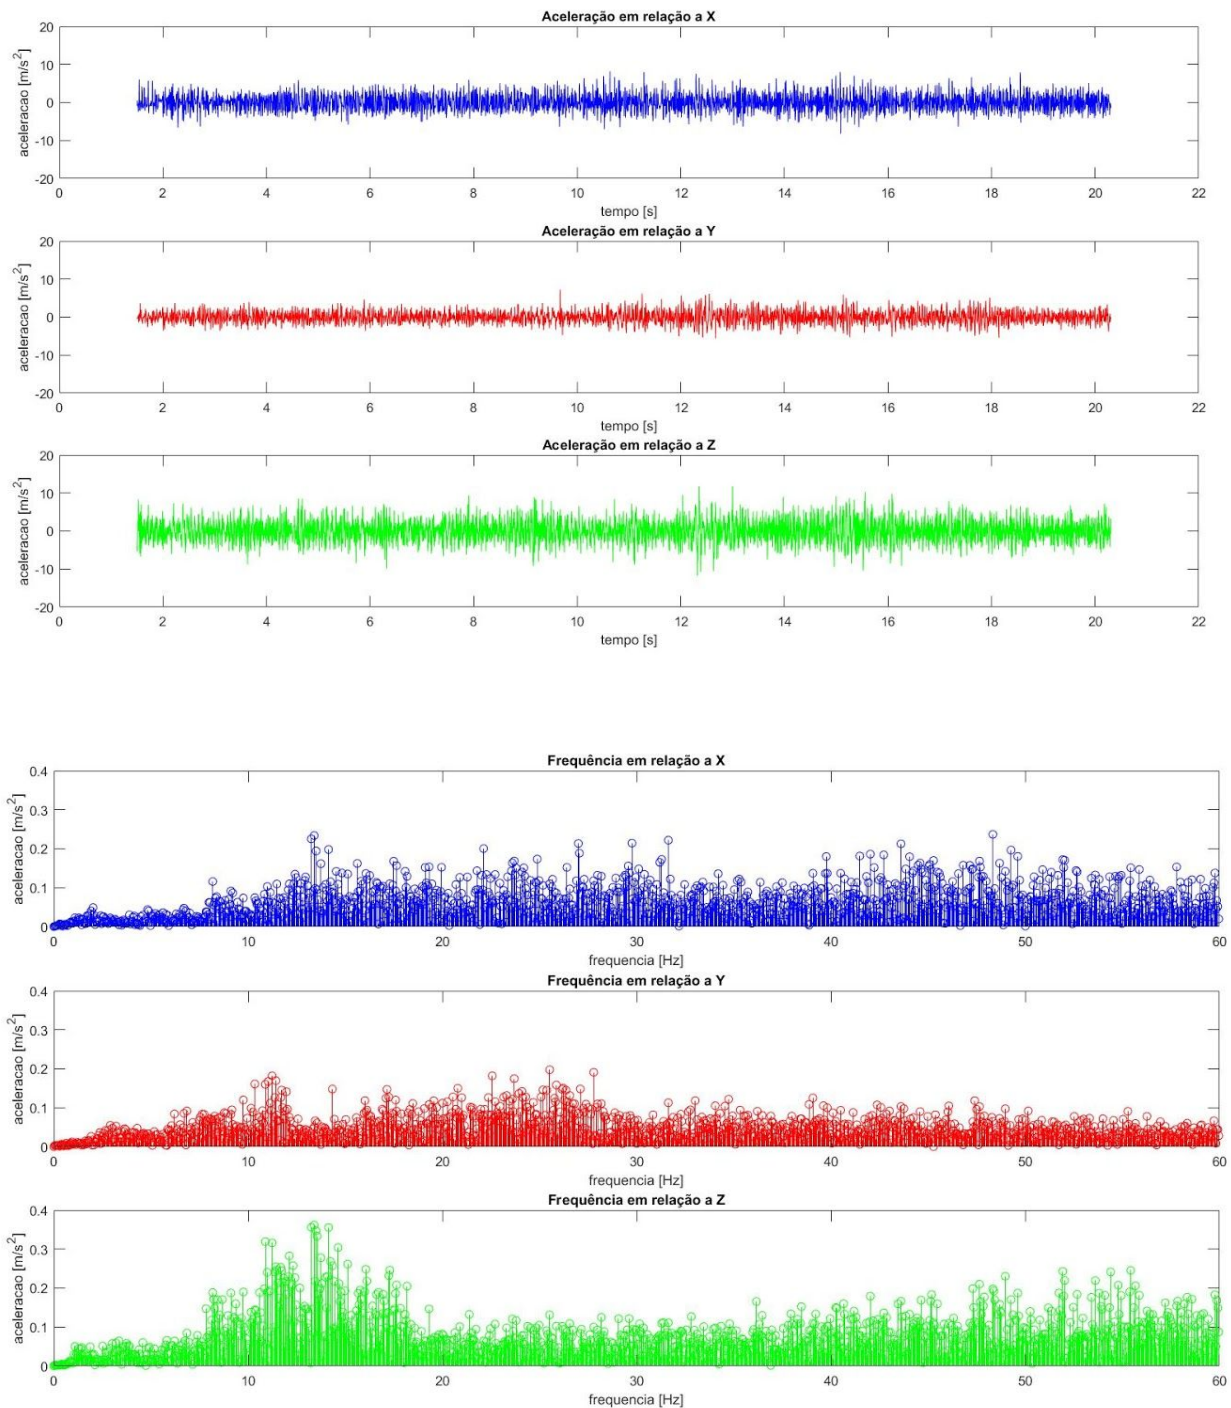 Aceleração em relação a X
aceleracao [m/s²]
20
10
0
-10
-20
0 2 4 6 8 10 12 14 16 18 20 22
tempo [s]
Aceleração em relação a Y
aceleracao [m/s²]
20
10
0
-10
-20
0 2 4 6 8 10 12 14 16 18 20 22
tempo [s]
Aceleração em relação a Z
aceleracao [m/s²]
20
10
0
-10
-20
0 2 4 6 8 10 12 14 16 18 20 22
tempo [s]
Frequência em relação a X
aceleracao [m/s²]
0.4
0.3
0.2
0.1
0
0 10 20 30 40 50 60
frequencia [Hz]
Frequência em relação a Y
aceleracao [m/s²]
0.4
0.3
0.2
0.1
0
0 10 20 30 40 50 60
frequencia [Hz]
Frequência em relação a Z
aceleracao [m/s²]
0.4
0.3
0.2
0.1
0
0 10 20 30 40 50 60
frequencia [Hz]